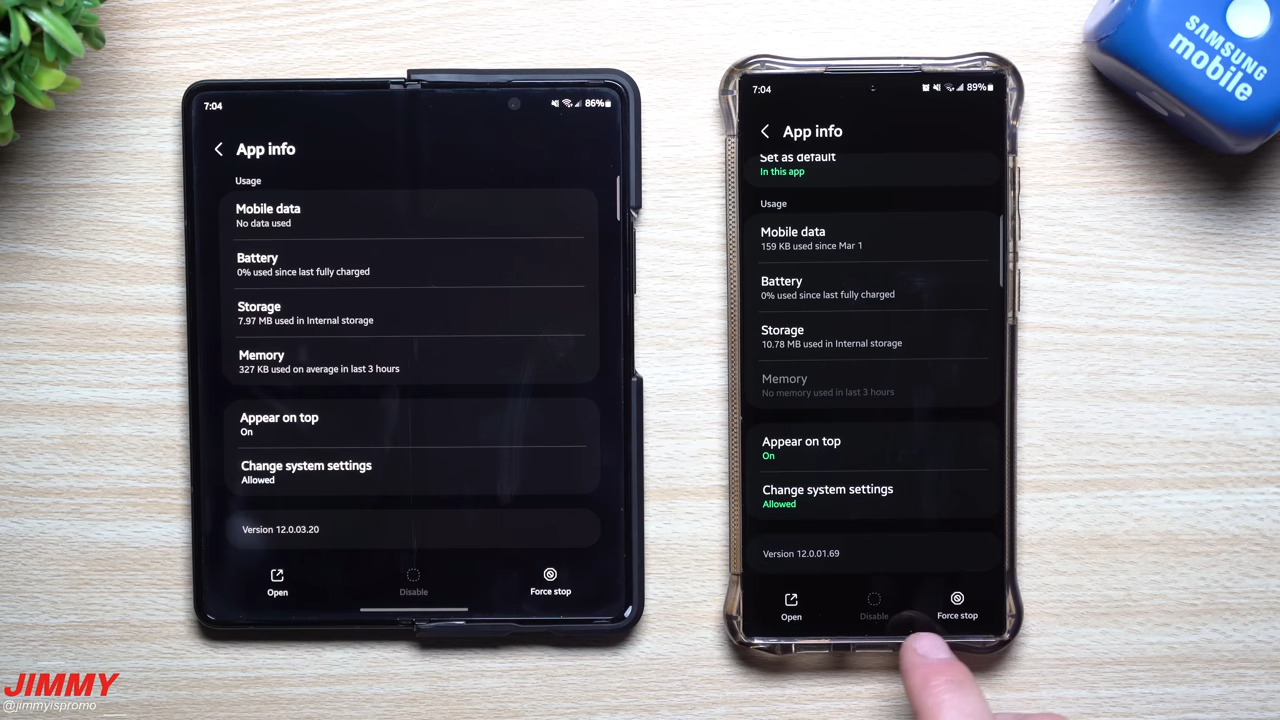 7:04
86%
App info
Usage
Mobile data
No data used
Battery
0% used since last fully charged
Storage
7.97 MB used in Internal storage
Memory
327 KB used on average in last 3 hours
Appear on top
On
Change system settings
Allowed
Version 12.0.03.20
Open
Disable
Force stop
7:04
89%
App info
Set as default
In this app
Usage
Mobile data
159 KB used since Mar 1
Battery
0% used since last fully charged
Storage
10.78 MB used in Internal storage
Memory
No memory used in last 3 hours
Appear on top
On
Change system settings
Allowed
Version 12.0.01.69
Open
Disable
Force stop
SAMSUNG
mobile
JIMMY
@jimmyispromo